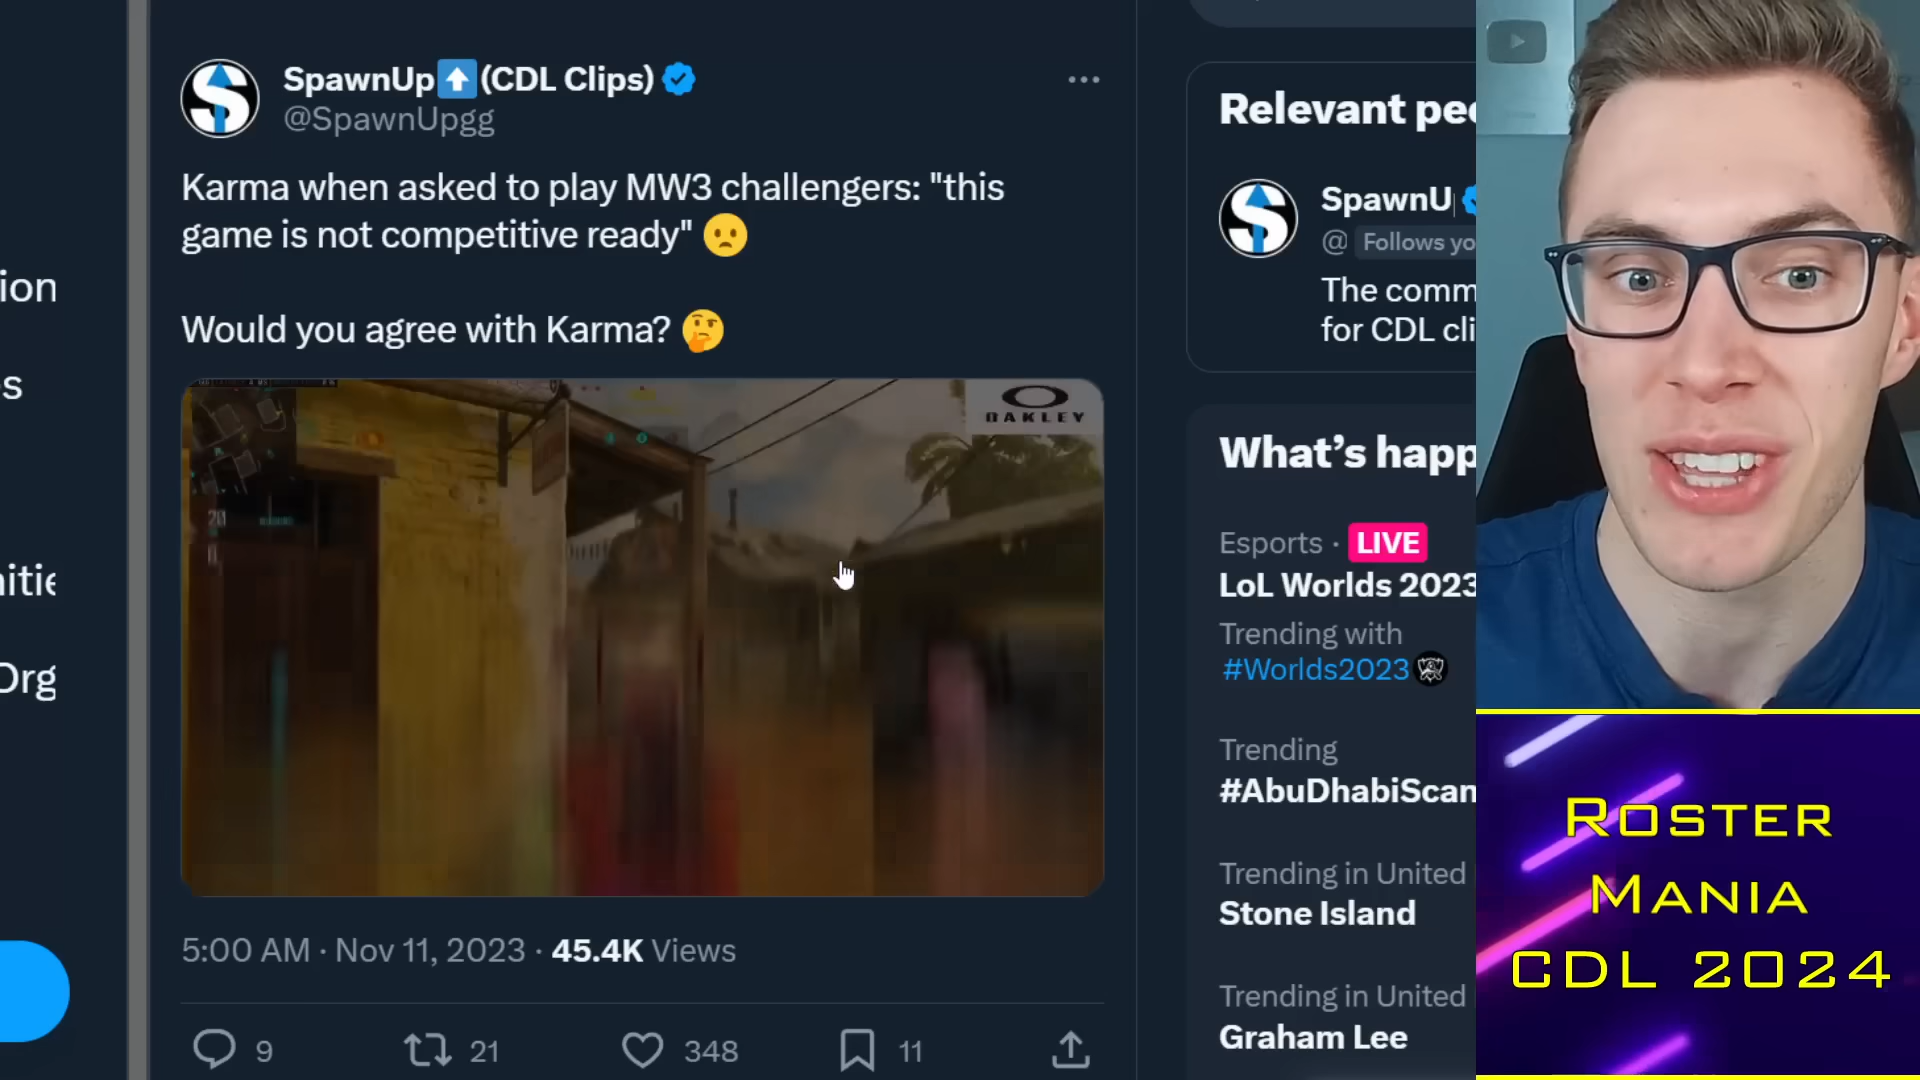 SpawnUp⬆️(CDL Clips)
@SpawnUpgg
Karma when asked to play MW3 challengers: "this
game is not competitive ready" 🙁
Would you agree with Karma? 🤔
OAKLEY
20
5:00 AM · Nov 11, 2023 · 45.4K Views
9
21
348
11
ion
s
itie
Org
Relevant peo
SpawnU
@ Follows yo
The comm
for CDL cli
What's happ
Esports · LIVE
LoL Worlds 2023
Trending with
#Worlds2023
Trending
#AbuDhabiScam
Trending in United
Stone Island
Trending in United
Graham Lee
ROSTER
MANIA
CDL 2024